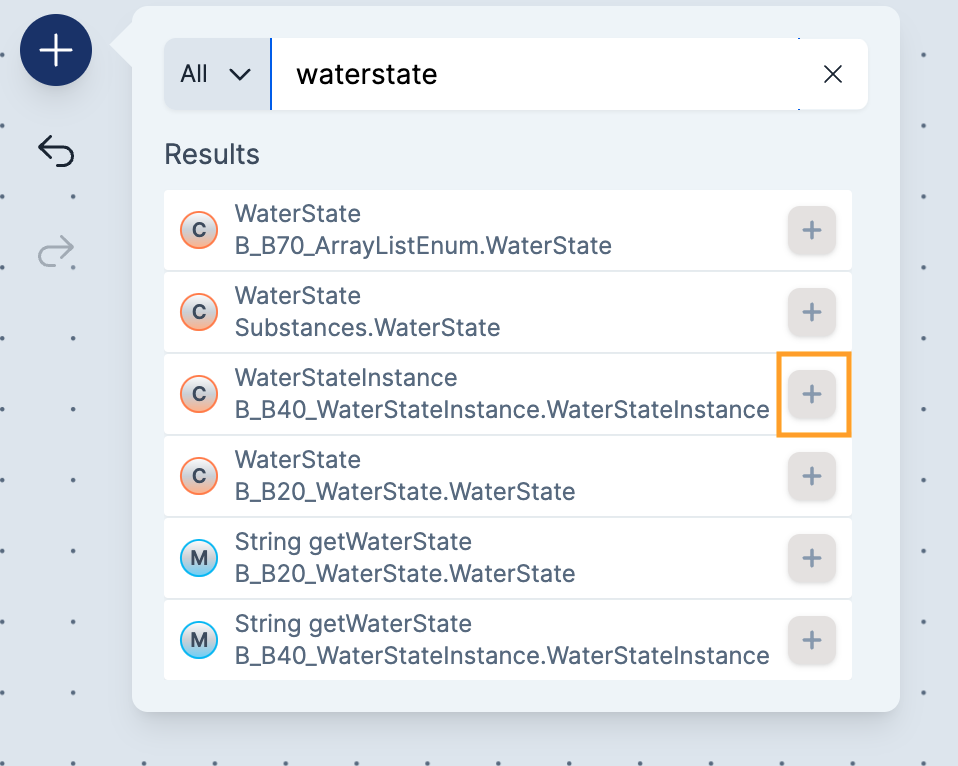 All
waterstate
Results
C
WaterState
B_B70_ArrayListEnum.WaterState
C
WaterState
Substances.WaterState
C
WaterStateInstance
B_B40_WaterStateInstance.WaterStateInstance
C
WaterState
B_B20_WaterState.WaterState
M
String getWaterState
B_B20_WaterState.WaterState
M
String getWaterState
B_B40_WaterStateInstance.WaterStateInstance